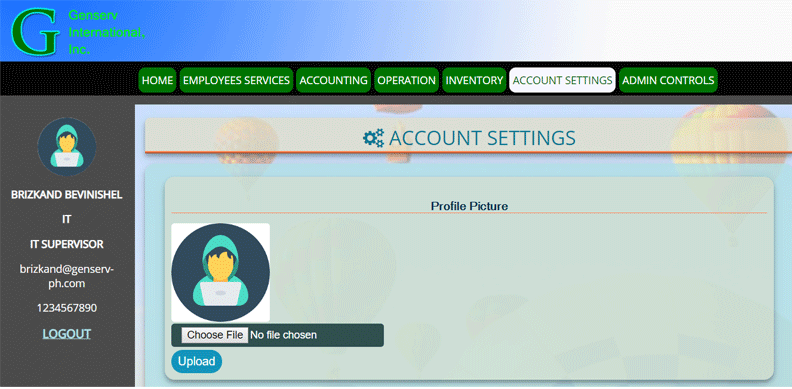 G
Genserv
International,
Inc.
HOME EMPLOYEES SERVICES ACCOUNTING OPERATION INVENTORY ACCOUNT SETTINGS ADMIN CONTROLS
BRIZKAND BEVINISHEL
IT
IT SUPERVISOR
brizkand@genserv-
ph.com
1234567890
LOGOUT
ACCOUNT SETTINGS
Profile Picture
Choose File No file chosen
Upload